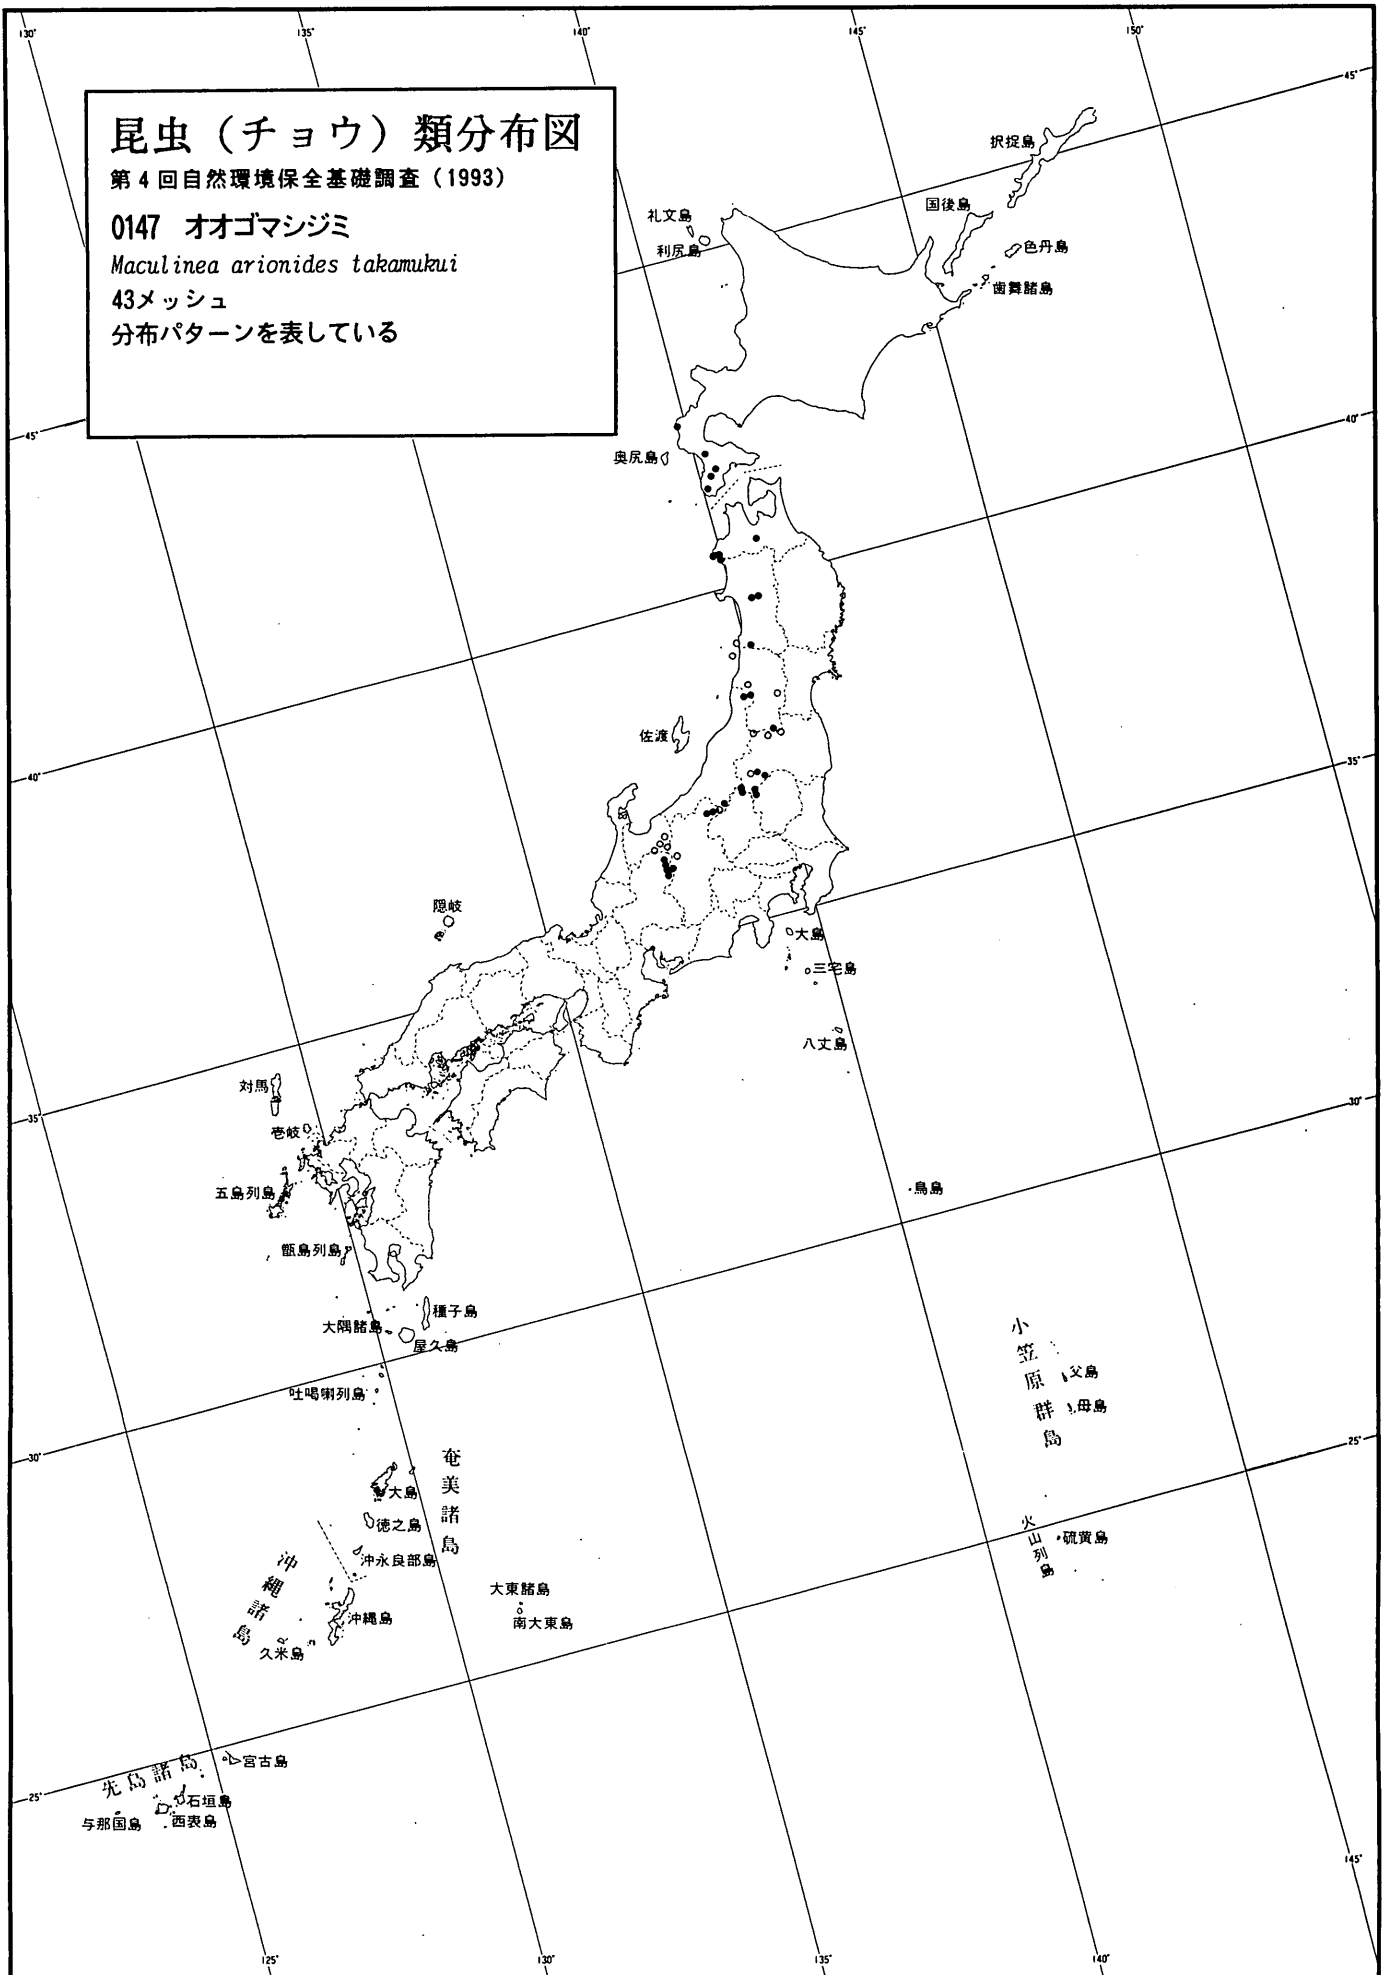 130°
135°
140°
145°
150°
45°
昆虫（チョウ）類分布図
第4回自然環境保全基礎調査（1993）
0147 オオゴマシジミ
Maculinea arionides takamukui
43メッシュ
分布パターンを表している
択捉島
国後島
色丹島
歯舞諸島
礼文島
利尻島
45°
40°
奥尻島
佐渡
40°
35°
隠岐
大島
三宅島
八丈島
対馬
壱岐
35°
30°
五島列島
鳥島
甑島列島
種子島
大隅諸島
屋久島
吐喝喇列島
小笠原群島
父島
母島
30°
25°
奄美諸島
大島
徳之島
沖永良部島
火山列島
硫黄島
沖縄諸島
沖縄島
久米島
大東諸島
南大東島
先島諸島
宮古島
石垣島
西表島
与那国島
25°
145°
125°
130°
135°
140°